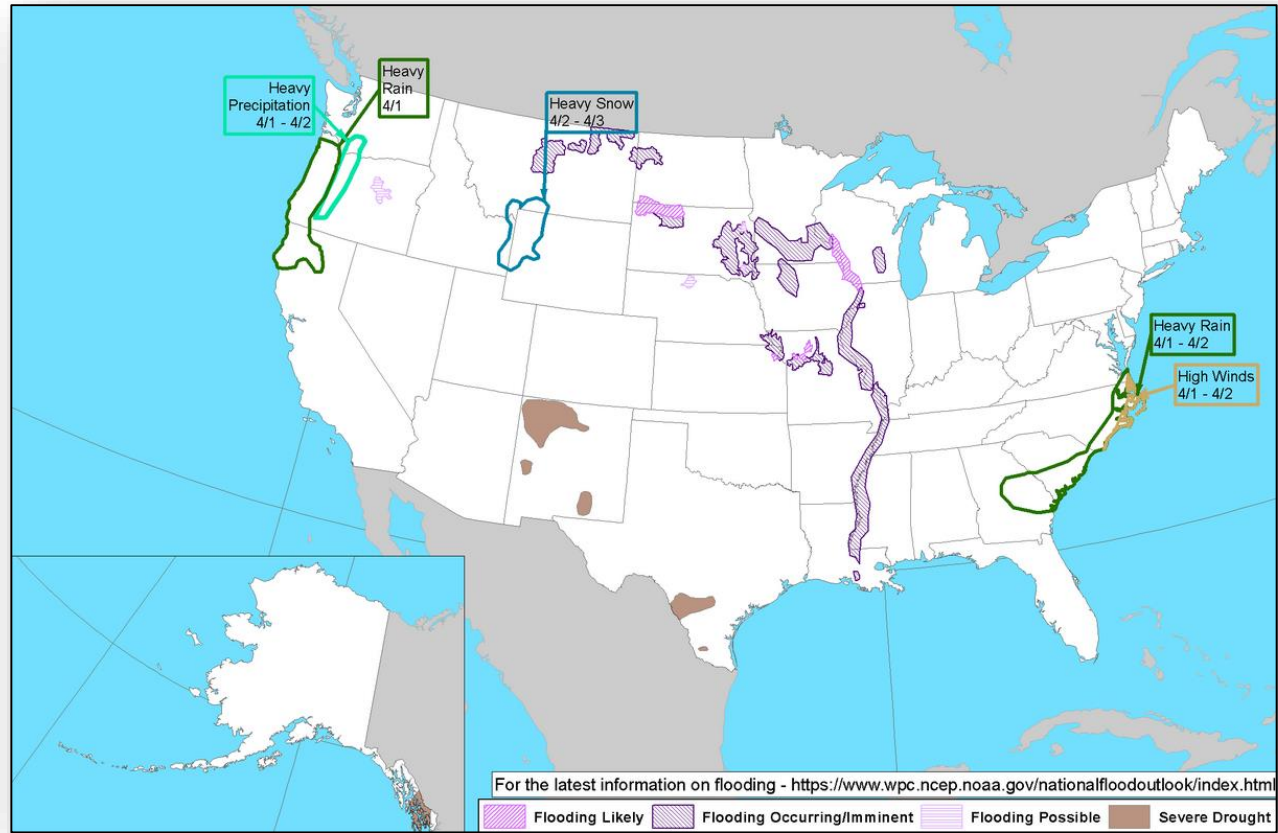 Heavy
Precipitation
4/1 - 4/2
Heavy
Rain
4/1
Heavy Snow
4/2 - 4/3
Heavy Rain
4/1 - 4/2
High Winds
4/1 - 4/2
For the latest information on flooding - https://www.wpc.ncep.noaa.gov/nationalfloodoutlook/index.html
Flooding Likely
Flooding Occurring/Imminent
Flooding Possible
Severe Drought